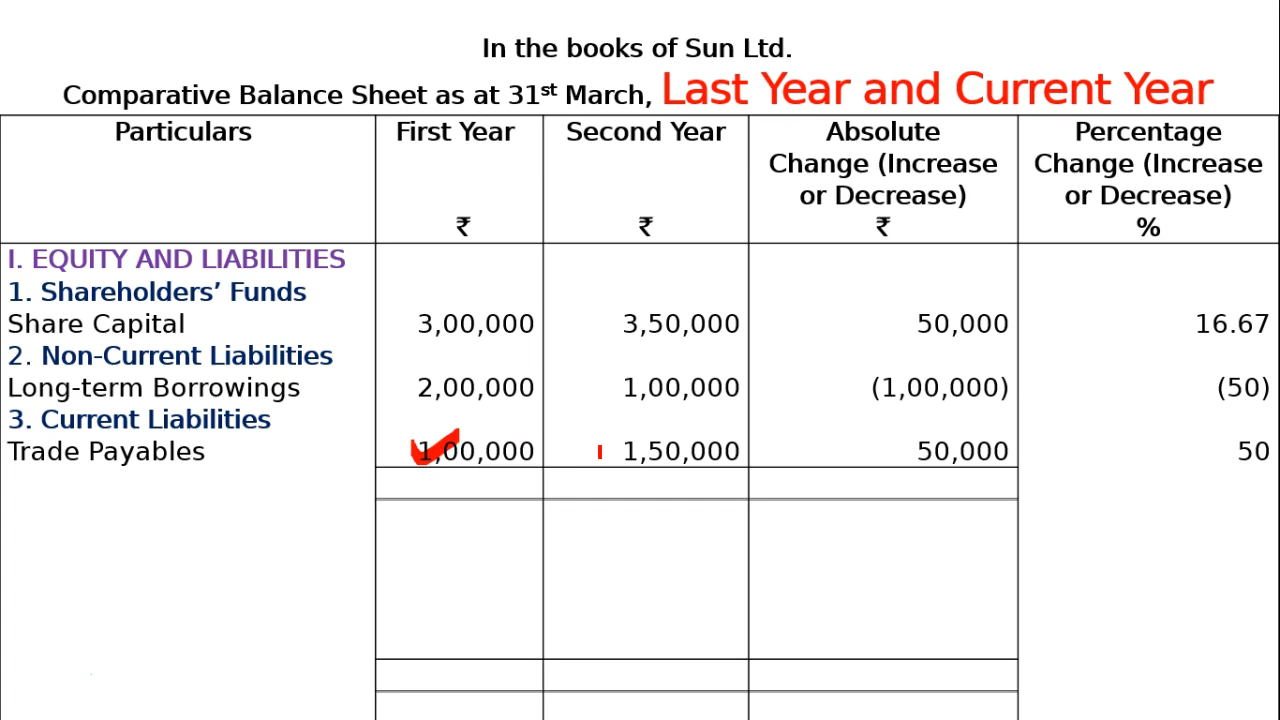 In the books of Sun Ltd.
Comparative Balance Sheet as at 31st March, Last Year and Current Year
Particulars First Year Second Year Absolute Percentage
Change (Increase Change (Increase
or Decrease) or Decrease)
₹ ₹ ₹ %
I. EQUITY AND LIABILITIES
1. Shareholders’ Funds
Share Capital 3,00,000 3,50,000 50,000 16.67
2. Non-Current Liabilities
Long-term Borrowings 2,00,000 1,00,000 (1,00,000) (50)
3. Current Liabilities
Trade Payables 1,00,000 1,50,000 50,000 50